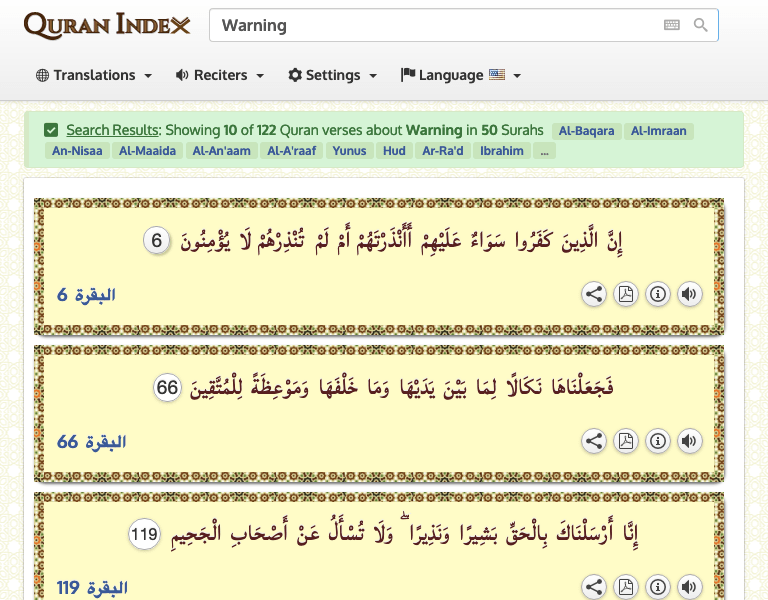 QURAN INDEX
Warning
Translations Reciters Settings Language
Search Results: Showing 10 of 122 Quran verses about Warning in 50 Surahs Al-Baqara Al-Imraan
An-Nisaa Al-Maaida Al-An'aam Al-A'raaf Yunus Hud Ar-Ra'd Ibrahim ...
إِنَّ الَّذِينَ كَفَرُوا سَوَاءٌ عَلَيْهِمْ أَأَنْذَرْتَهُمْ أَمْ لَمْ تُنْذِرْهُمْ لَا يُؤْمِنُونَ 6
البقرة 6
فَجَعَلْنَاهَا نَكَالًا لِمَا بَيْنَ يَدَيْهَا وَمَا خَلْفَهَا وَمَوْعِظَةً لِلْمُتَّقِينَ 66
البقرة 66
إِنَّا أَرْسَلْنَاكَ بِالْحَقِّ بَشِيرًا وَنَذِيرًا ۖ وَلَا تُسْأَلُ عَنْ أَصْحَابِ الْجَحِيمِ 119
البقرة 119